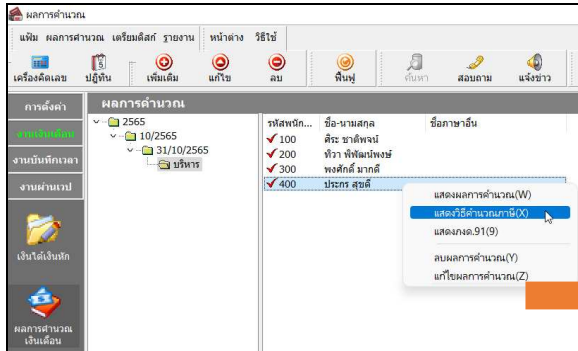 ผลการคำนวณ
แฟ้ม ผลการคำนวณ เตรียมดิสก์ รายงาน หน้าต่าง วิธีใช้
เครื่องคิดเลข ปฏิทิน เพิ่มเติม แก้ไข ลบ ฟื้นฟู ค้นหา สอบถาม แจ้งข่าว
การตั้งค่า
งานเงินเดือน
งานบันทึกเวลา
งานผ่านเวป
เงินได้เงินหัก
ผลการคำนวณ
เงินเดือน
ผลการคำนวณ
2565
10/2565
31/10/2565
บริหาร
รหัสพนัก... ชื่อ-นามสกุล ชื่อภาษาอื่น
100 ศิระ ชาติพจน์
200 ทิวา พิพัฒน์พงษ์
300 พงศักดิ์ มากดี
400 ประกร สุขดี
แสดงผลการคำนวณ(W)
แสดงวิธีคำนวณภาษี(X)
แสดงภงด.91(9)
ลบผลการคำนวณ(Y)
แก้ไขผลการคำนวณ(Z)